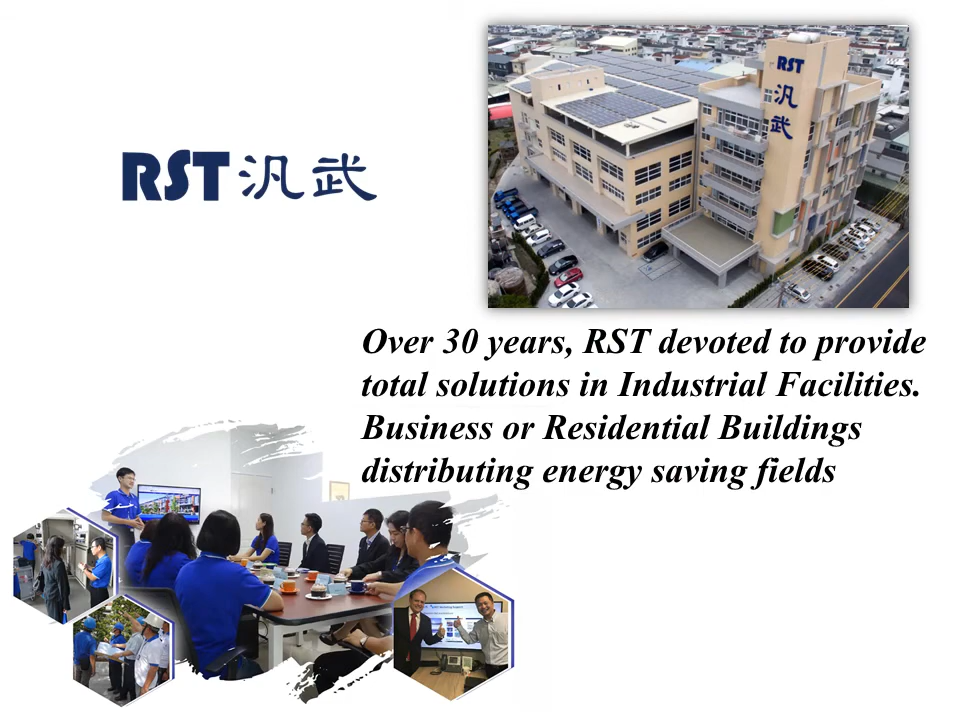 RST
汎
武
RST汎武
Over 30 years, RST devoted to provide
total solutions in Industrial Facilities.
Business or Residential Buildings
distributing energy saving fields